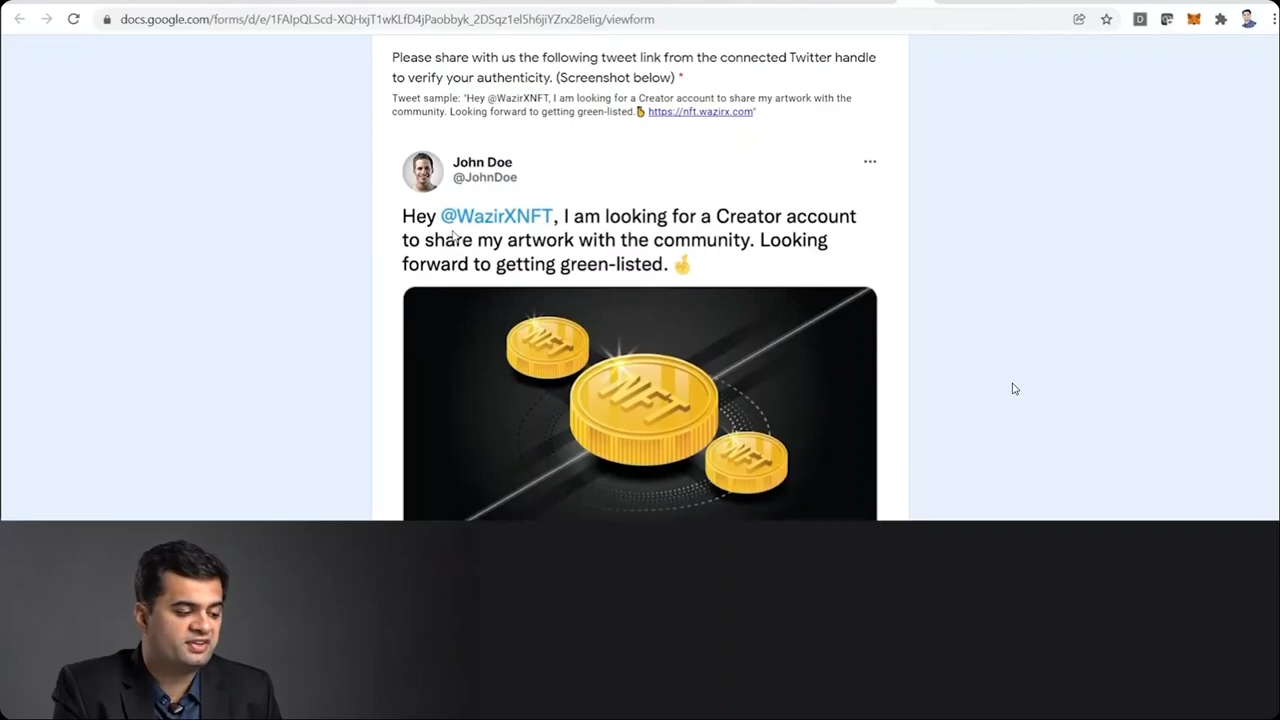 docs.google.com/forms/d/e/1FAIpQLScd-XQHxjT1wKLfD4jPaobbyk_2DSqz1el5h6jiYZrx28eIig/viewform
Please share with us the following tweet link from the connected Twitter handle
to verify your authenticity. (Screenshot below) *
Tweet sample: "Hey @WazirXNFT, I am looking for a Creator account to share my artwork with the
community. Looking forward to getting green-listed.🤞 https://nft.wazirx.com"
John Doe
@JohnDoe
Hey @WazirXNFT, I am looking for a Creator account
to share my artwork with the community. Looking
forward to getting green-listed. 🤞
NFT
NFT
NFT